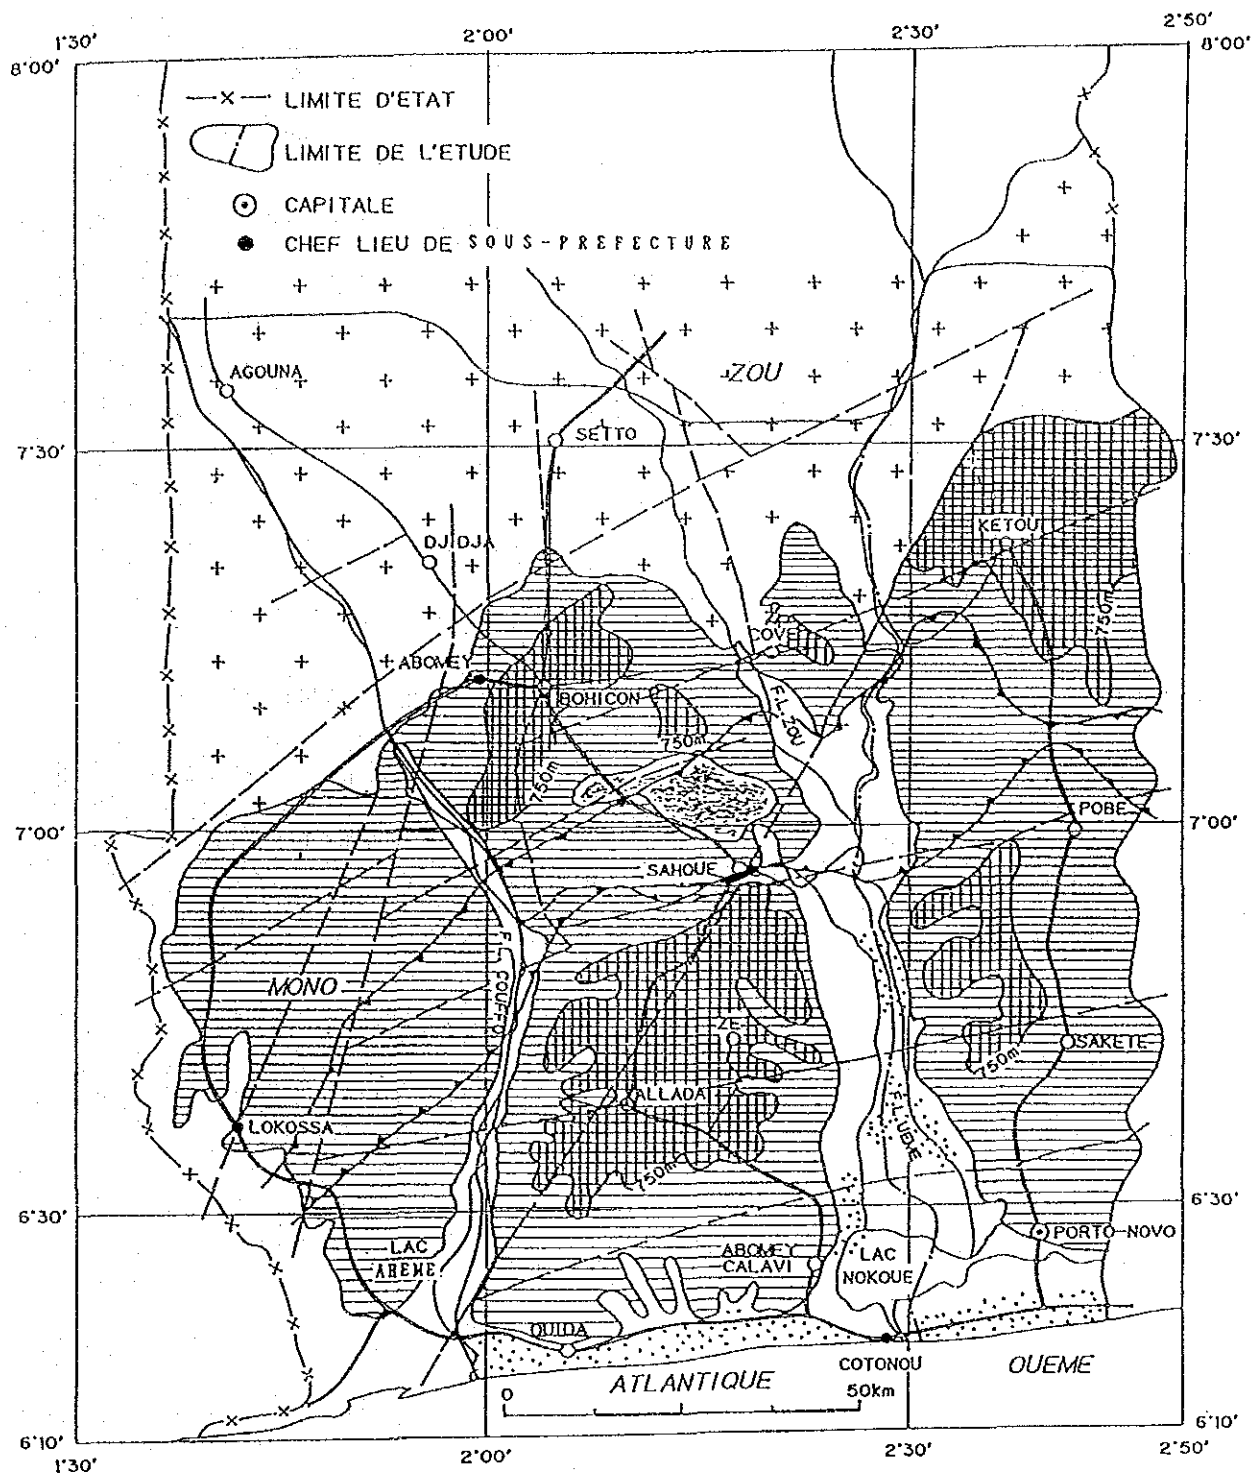 1°30'
2°00'
2°30'
2°50'
8°00'
8°00'
LIMITE D'ETAT
LIMITE DE L'ETUDE
CAPITALE
CHEF LIEU DE SOUS-PREFECTURE
AGOUNA
ZOU
SETTO
7°30'
7°30'
KETOU
DJIDJA
750m
COVE
ABOMEY
BOHICON
FL. ZOU
750m
750m
7°00'
7°00'
POBE
SAHOUE
MONO
FL. COUFFO
ZE
SAKETE
750m
ALLADA
LOKOSSA
FL. UEME
750m
6°30'
6°30'
PORTO-NOVO
LAC
AHEME
ABOMEY
CALAVI
LAC
NOKOUE
OUIDA
COTONOU
OUEME
ATLANTIQUE
0
50km
6°10'
6°10'
1°30'
2°00'
2°30'
2°50'